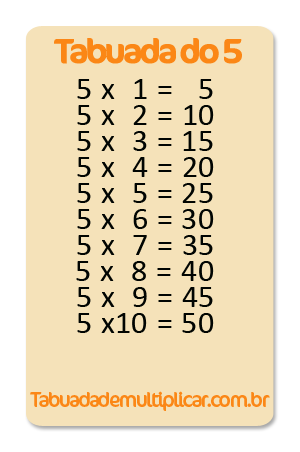 Tabuada do 5
5 x 1 = 5
5 x 2 = 10
5 x 3 = 15
5 x 4 = 20
5 x 5 = 25
5 x 6 = 30
5 x 7 = 35
5 x 8 = 40
5 x 9 = 45
5 x10 = 50
Tabuadademultiplicar.com.br